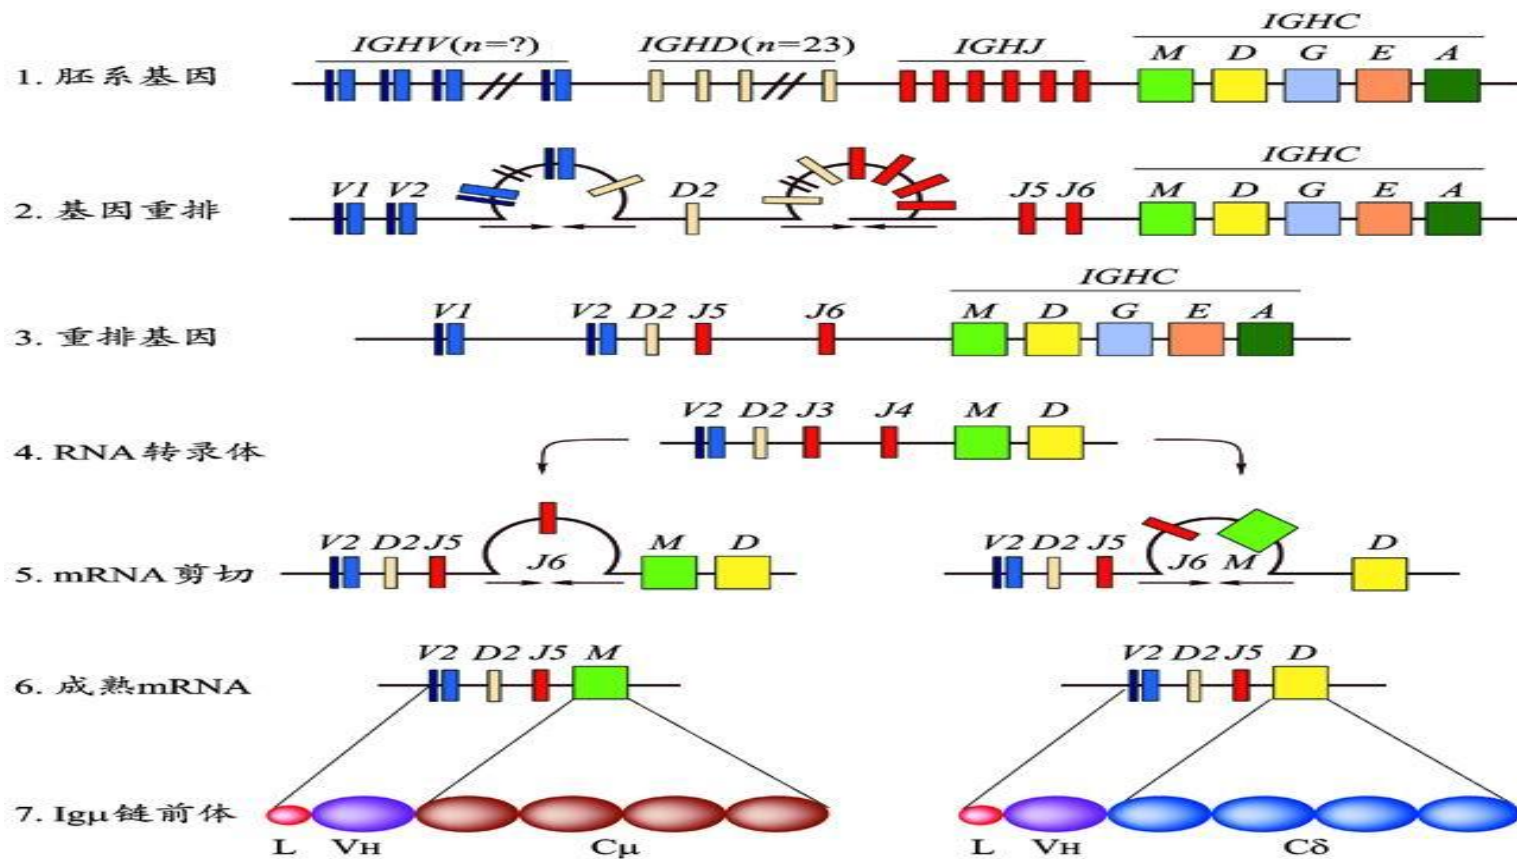 IGHC
IGHV(n=?) IGHD(n=23) IGHJ M D G E A
1. 胚系基因
IGHC
V1 V2 D2 J5 J6 M D G E A
2. 基因重排
IGHC
V1 V2 D2 J5 J6 M D G E A
3. 重排基因
V2 D2 J3 J4 M D
4. RNA 转录体
V2 D2 J5 J6 M D V2 D2 J5 J6 M D
5. mRNA 剪切
V2 D2 J5 M V2 D2 J5 D
6. 成熟mRNA
7. Igμ 链前体
L VH Cμ L VH Cδ